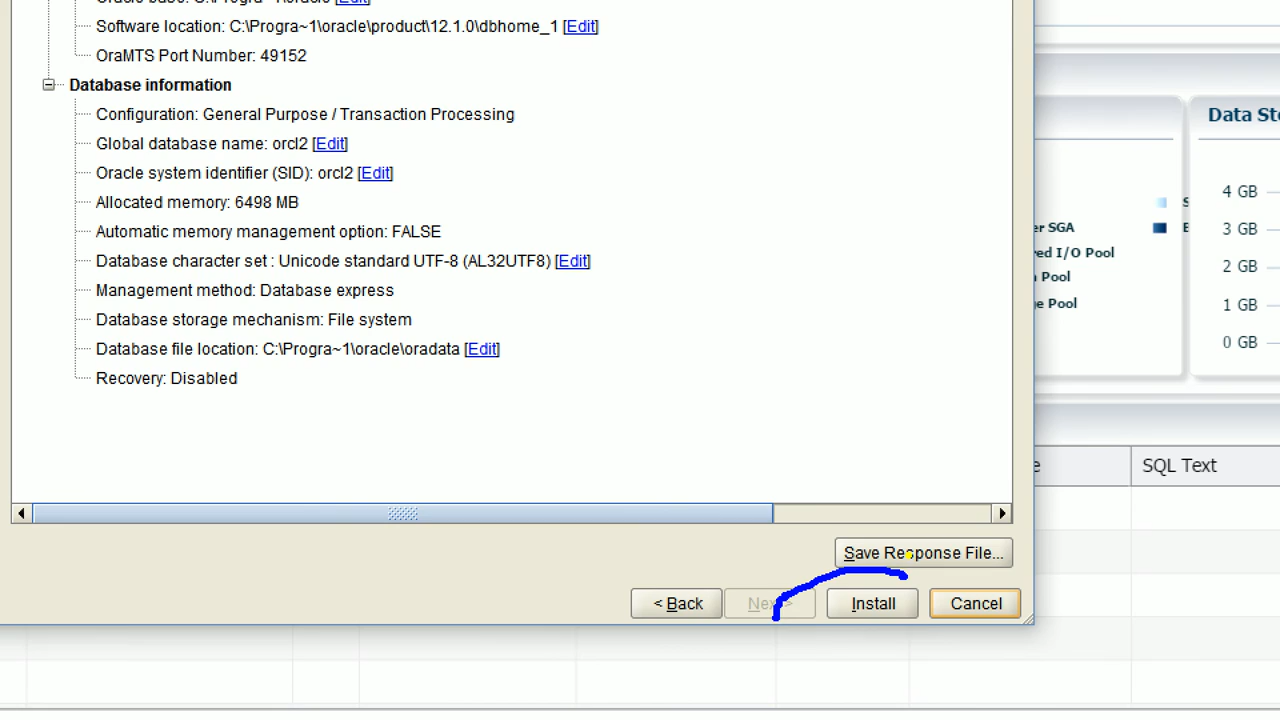 Software location: C:\Progra~1\oracle\product\12.1.0\dbhome_1 [Edit]
OraMTS Port Number: 49152
Database information
Configuration: General Purpose / Transaction Processing
Global database name: orcl2 [Edit]
Oracle system identifier (SID): orcl2 [Edit]
Allocated memory: 6498 MB
Automatic memory management option: FALSE
Database character set : Unicode standard UTF-8 (AL32UTF8) [Edit]
Management method: Database express
Database storage mechanism: File system
Database file location: C:\Progra~1\oracle\oradata [Edit]
Recovery: Disabled
Save Response File...
< Back
Next >
Install
Cancel
Data Sto
4 GB
3 GB
2 GB
1 GB
0 GB
er SGA
red I/O Pool
Pool
ge Pool
SQL Text